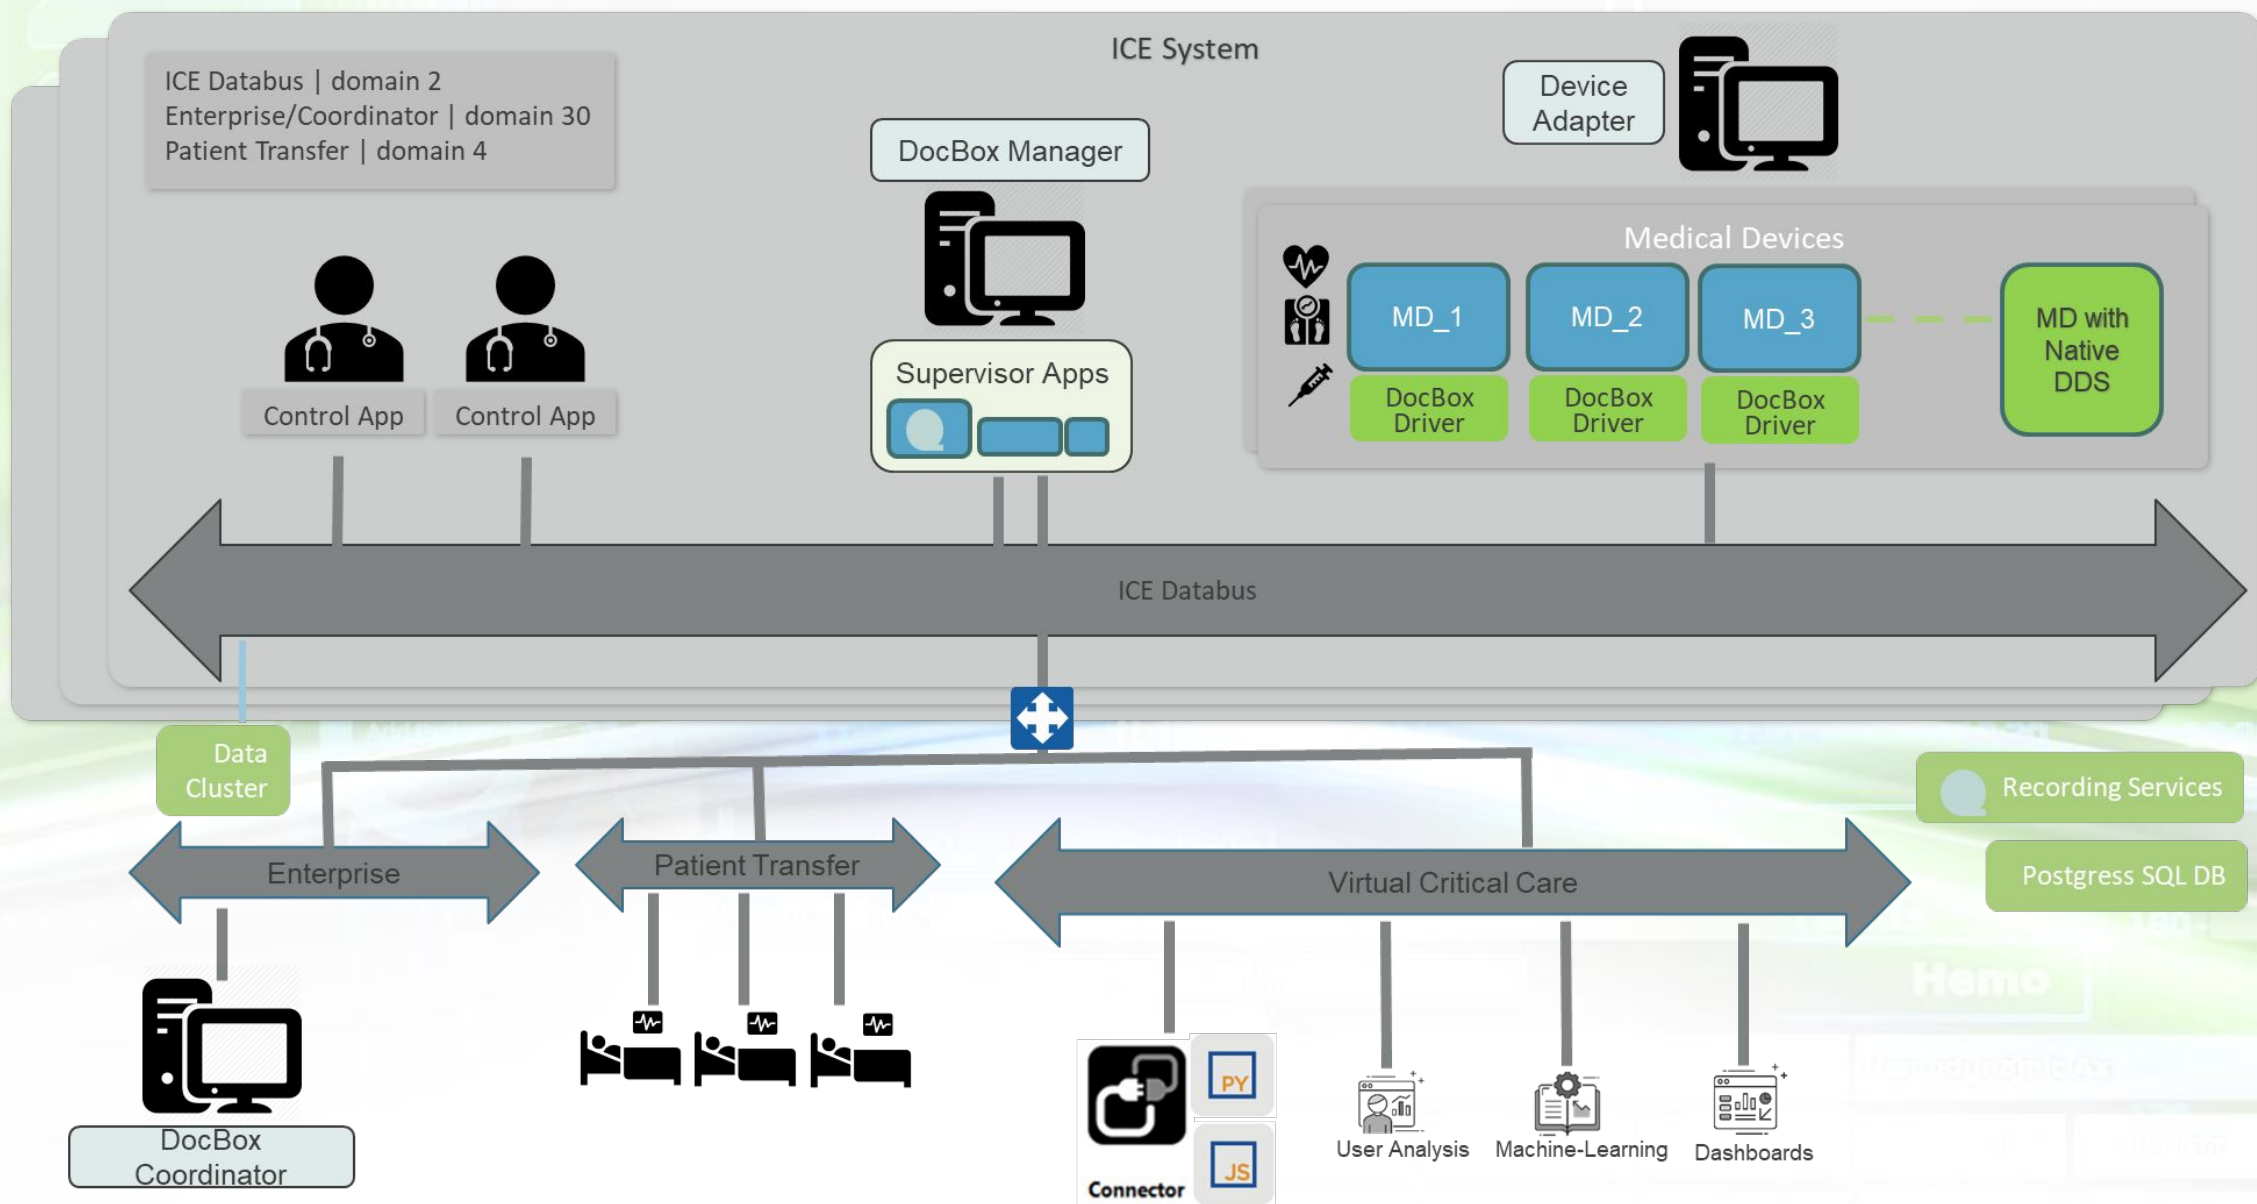 ICE System
ICE Databus | domain 2
Enterprise/Coordinator | domain 30
Patient Transfer | domain 4
DocBox Manager
Device
Adapter
Medical Devices
MD_1
MD_2
MD_3
MD with
Native
DDS
DocBox
Driver
DocBox
Driver
DocBox
Driver
Supervisor Apps
Control App
Control App
ICE Databus
Data
Cluster
Recording Services
Postgress SQL DB
Enterprise
Patient Transfer
Virtual Critical Care
Hemo
DocBox
Coordinator
PY
JS
Connector
User Analysis
Machine-Learning
Dashboards